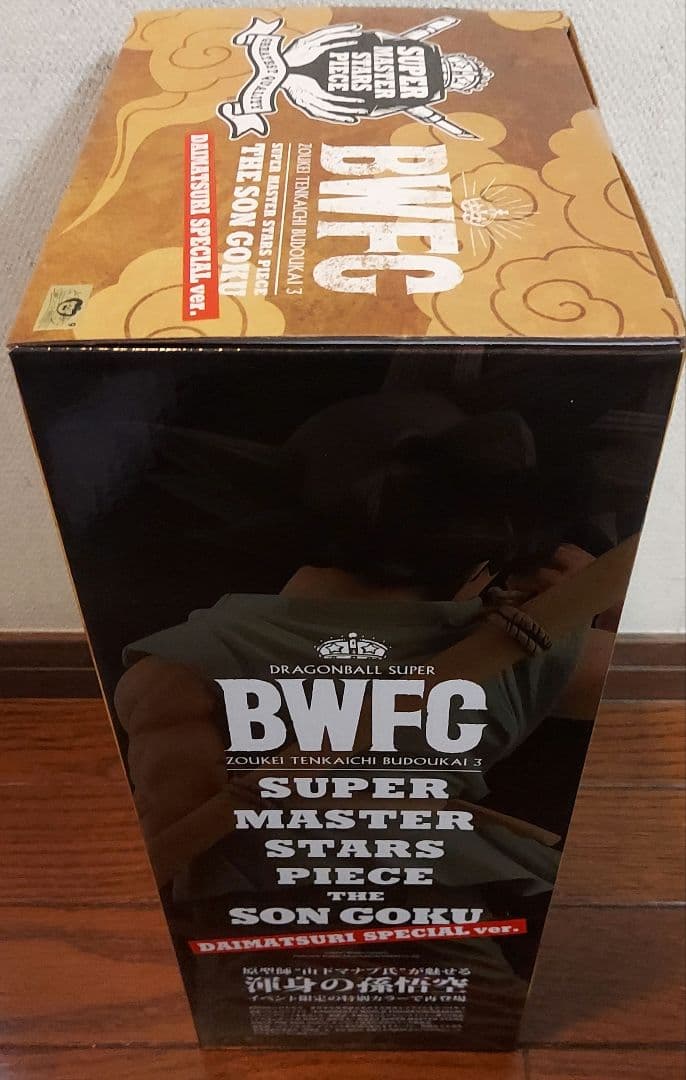 SUPER
MASTER
STARS
PIECE
GREATEST QUALITY
BWFC
ZOUKEI TENKAICHI BUDOUKAI 3
SUPER MASTER STARS PIECE
THE SON GOKU
DAIMATSURI SPECIAL ver.
DRAGONBALL SUPER
BWFC
ZOUKEI TENKAICHI BUDOUKAI 3
SUPER
MASTER
STARS
PIECE
THE
SON GOKU
DAIMATSURI SPECIAL ver.
原型師"山下マナブ氏"が魅せる
渾身の孫悟空
イベント限定の特別カラーで再登場